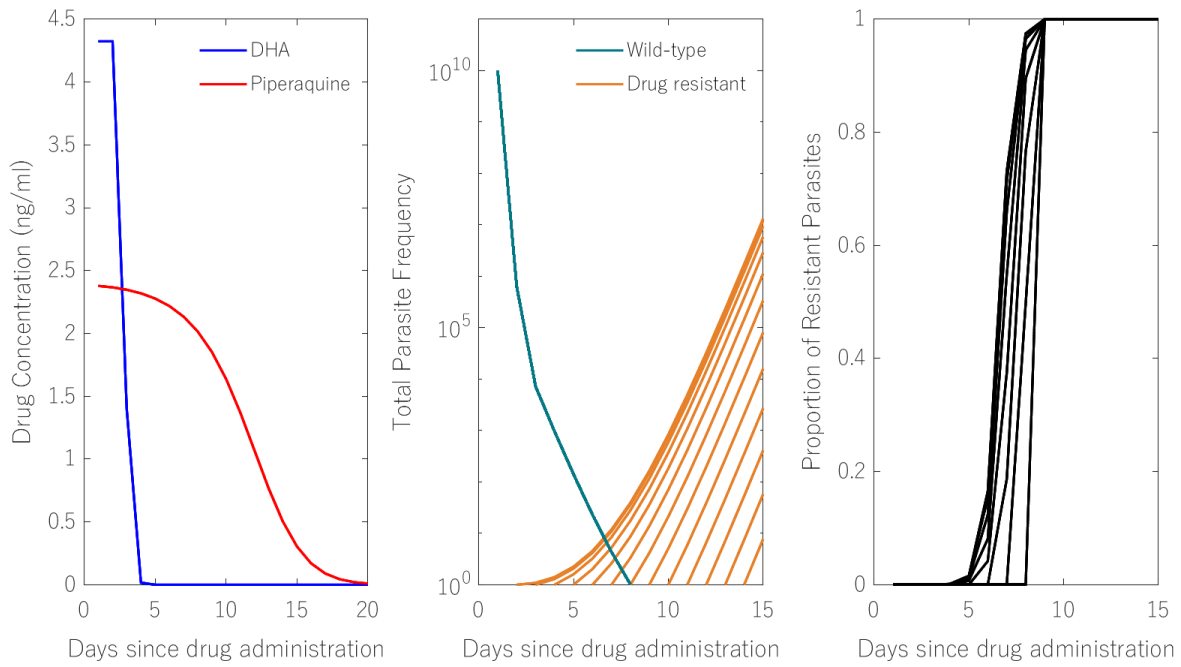 Drug Concentration (ng/ml)
4.5
4
3.5
3
2.5
2
1.5
1
0.5
0
DHA
Piperaquine
0 5 10 15 20
Days since drug administration
Total Parasite Frequency
10^10
10^5
10^0
Wild-type
Drug resistant
0 5 10 15
Days since drug administration
Proportion of Resistant Parasites
1
0.8
0.6
0.4
0.2
0
0 5 10 15
Days since drug administration